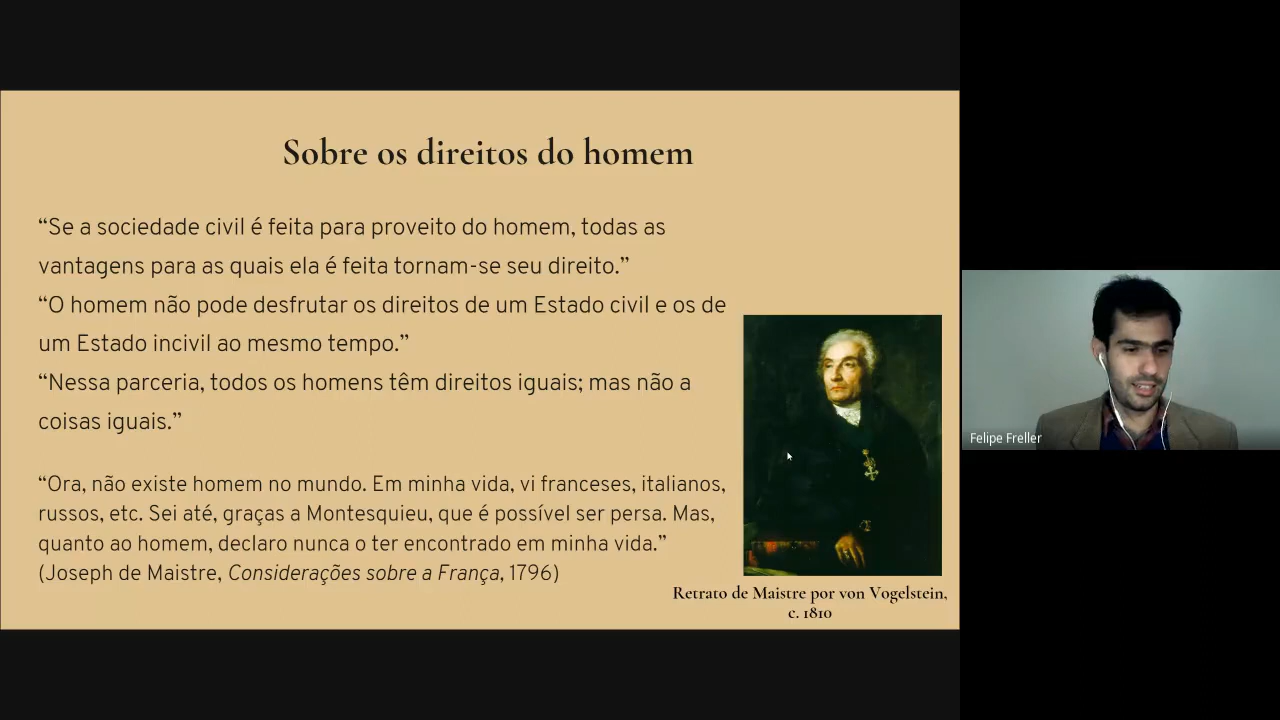 Sobre os direitos do homem
“Se a sociedade civil é feita para proveito do homem, todas as
vantagens para as quais ela é feita tornam-se seu direito.”
“O homem não pode desfrutar os direitos de um Estado civil e os de
um Estado incivil ao mesmo tempo.”
“Nessa parceria, todos os homens têm direitos iguais; mas não a
coisas iguais.”
“Ora, não existe homem no mundo. Em minha vida, vi franceses, italianos,
russos, etc. Sei até, graças a Montesquieu, que é possível ser persa. Mas,
quanto ao homem, declaro nunca o ter encontrado em minha vida.”
(Joseph de Maistre, Considerações sobre a França, 1796)
Retrato de Maistre por von Vogelstein,
c. 1810
Felipe Freller